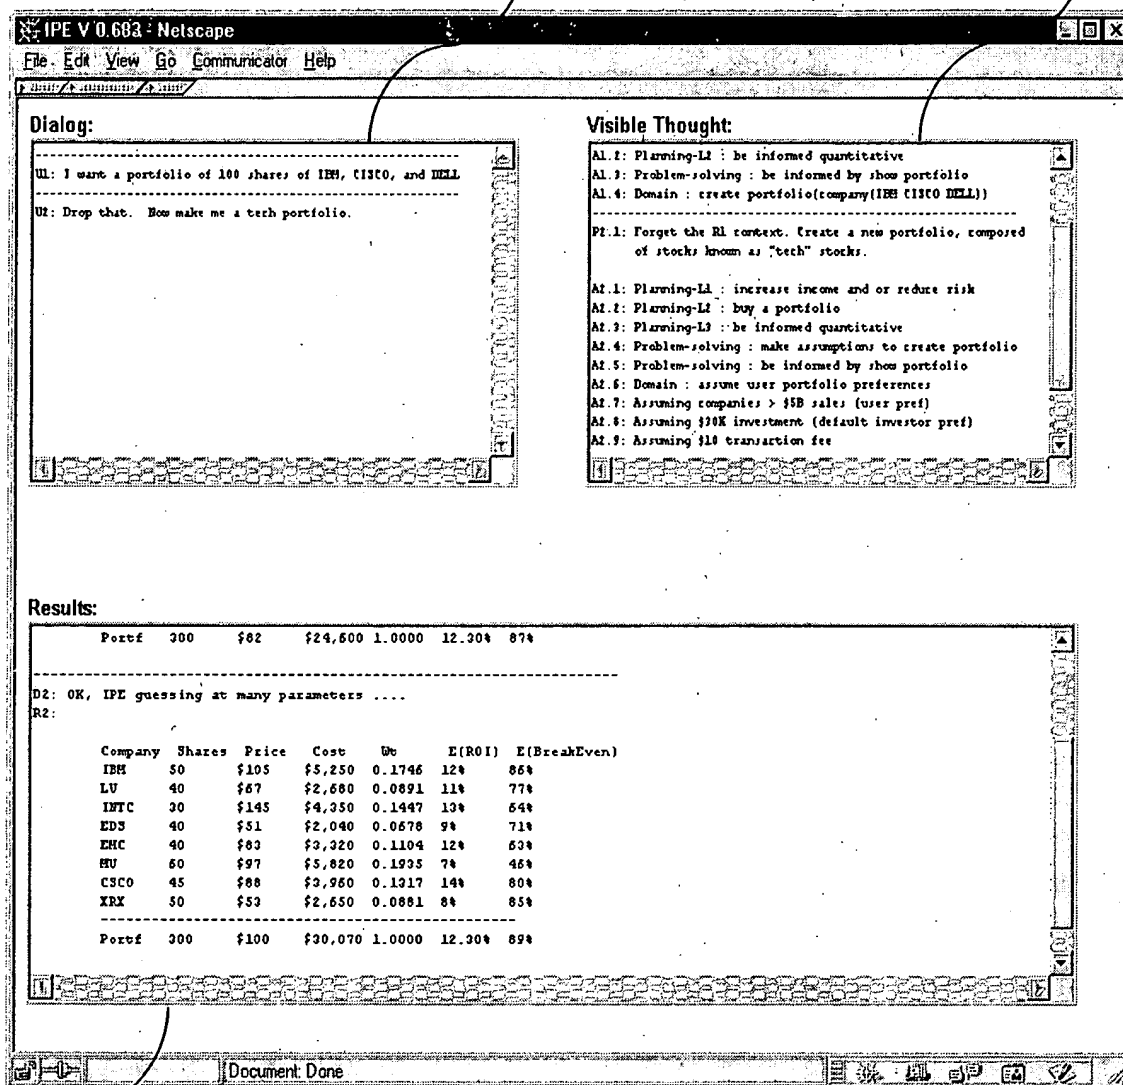 IPE V 0.683 - Netscape
File Edit View Go Communicator Help
Dialog:
U1: I want a portfolio of 100 shares of IBM, CISCO, and DELL
U2: Drop that. Now make me a tech portfolio.
Visible Thought:
A1.2: Planning-L2 : be informed quantitative
A1.3: Problem-solving : be informed by show portfolio
A1.4: Domain : create portfolio(company(IBM CISCO DELL))
P2.1: Forget the R1 context. Create a new portfolio, composed
of stocks known as "tech" stocks.
A2.1: Planning-L1 : increase income and or reduce risk
A2.2: Planning-L2 : buy a portfolio
A2.3: Planning-L3 : be informed quantitative
A2.4: Problem-solving : make assumptions to create portfolio
A2.5: Problem-solving : be informed by show portfolio
A2.6: Domain : assume user portfolio preferences
A2.7: Assuming companies > $5B sales (user pref)
A2.8: Assuming $30K investment (default investor pref)
A2.9: Assuming $10 transaction fee
Results:
Portf 300 $82 $24,600 1.0000 12.30% 87%
D2: OK, IPE guessing at many parameters ....
R2:
Company Shares Price Cost Wt E(ROI) E(BreakEven)
IBM 50 $105 $5,250 0.1746 12% 86%
LU 40 $67 $2,680 0.0891 11% 77%
INTC 30 $145 $4,350 0.1447 13% 64%
EDS 40 $51 $2,040 0.0678 9% 71%
EMC 40 $83 $3,320 0.1104 12% 63%
MU 60 $97 $5,820 0.1935 7% 46%
CSCO 45 $88 $3,960 0.1317 14% 80%
XRX 50 $53 $2,650 0.0881 8% 85%
Portf 300 $100 $30,070 1.0000 12.30% 89%
Document: Done